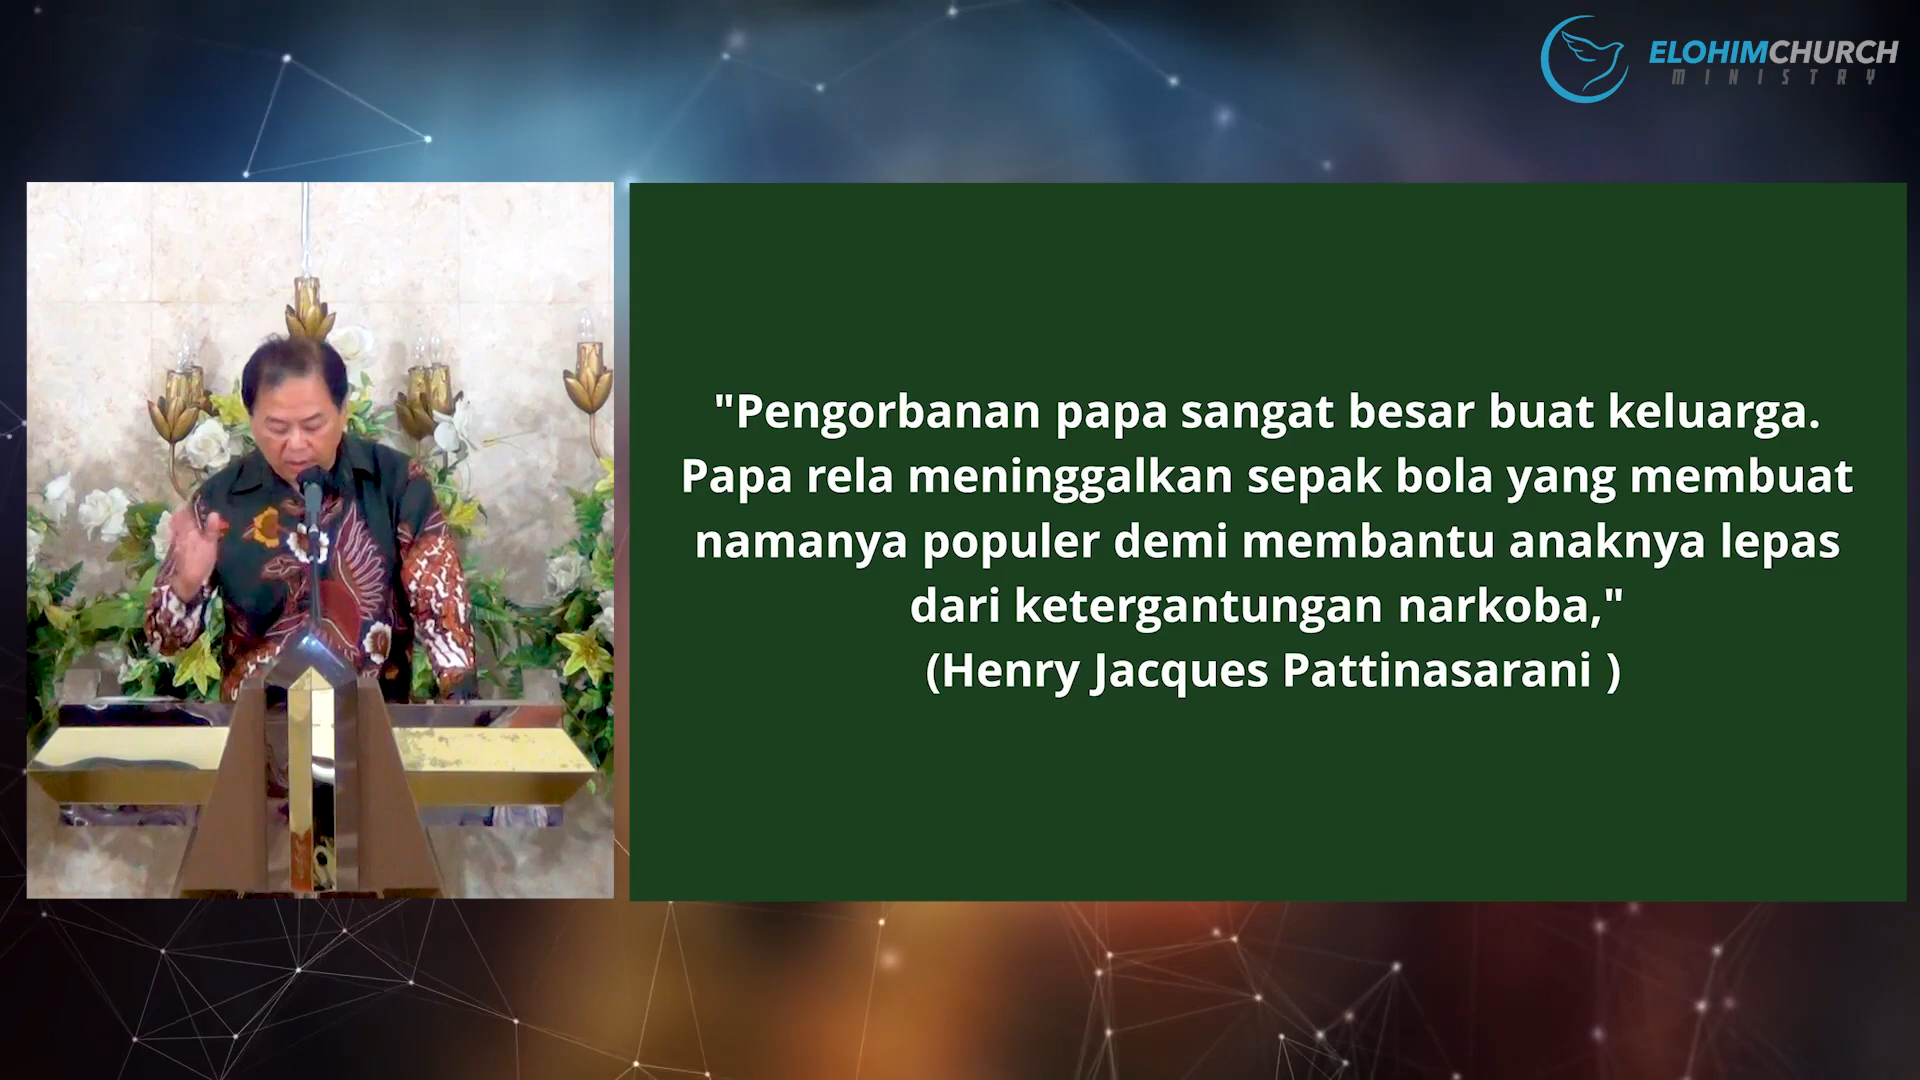 ELOHIMCHURCH
MINISTRY
"Pengorbanan papa sangat besar buat keluarga.
Papa rela meninggalkan sepak bola yang membuat
namanya populer demi membantu anaknya lepas
dari ketergantungan narkoba,"
(Henry Jacques Pattinasarani )